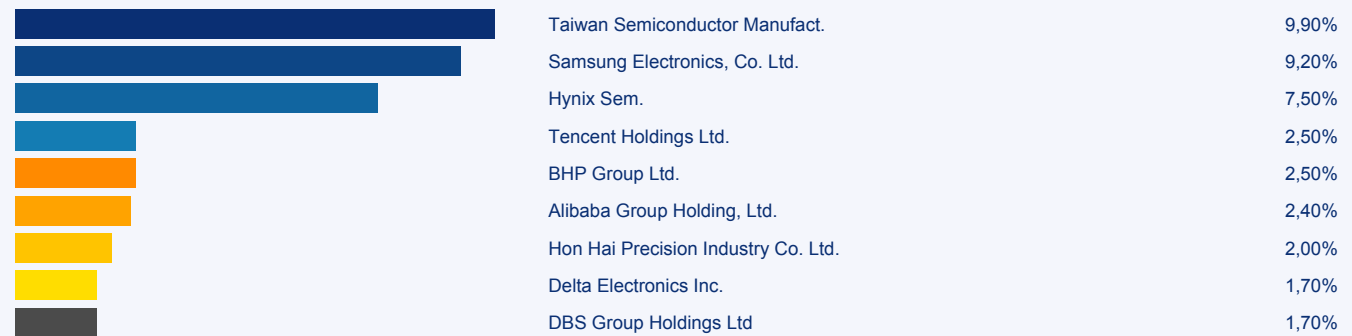 Taiwan Semiconductor Manufact. 9,90%
Samsung Electronics, Co. Ltd. 9,20%
Hynix Sem. 7,50%
Tencent Holdings Ltd. 2,50%
BHP Group Ltd. 2,50%
Alibaba Group Holding, Ltd. 2,40%
Hon Hai Precision Industry Co. Ltd. 2,00%
Delta Electronics Inc. 1,70%
DBS Group Holdings Ltd 1,70%